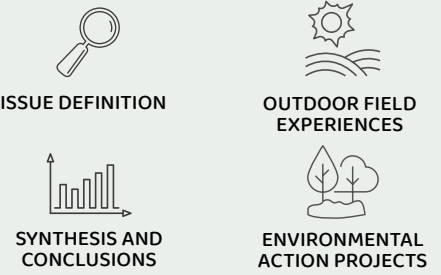 ISSUE DEFINITION
OUTDOOR FIELD
EXPERIENCES
SYNTHESIS AND
CONCLUSIONS
ENVIRONMENTAL
ACTION PROJECTS